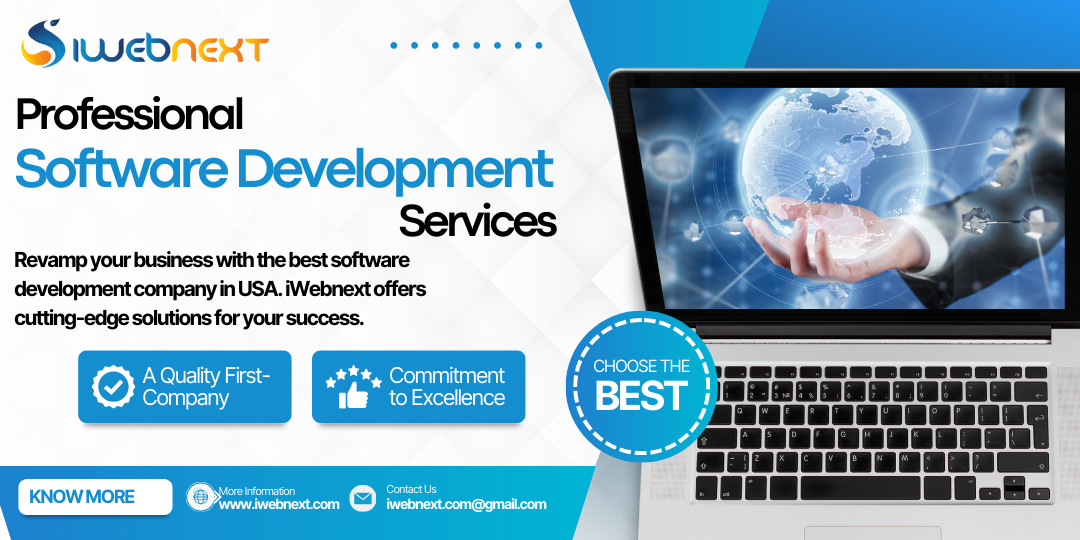 iWEBNEXT
Professional
Software Development
Services
Revamp your business with the best software
development company in USA. iWebnext offers
cutting-edge solutions for your success.
A Quality First-
Company
Commitment
to Excellence
CHOOSE THE
BEST
KNOW MORE
More Information
www.iwebnext.com
Contact Us
iwebnext.com@gmail.com
Q W E R T Y U I O P
A S D F G H J K L
Z X C V B N M